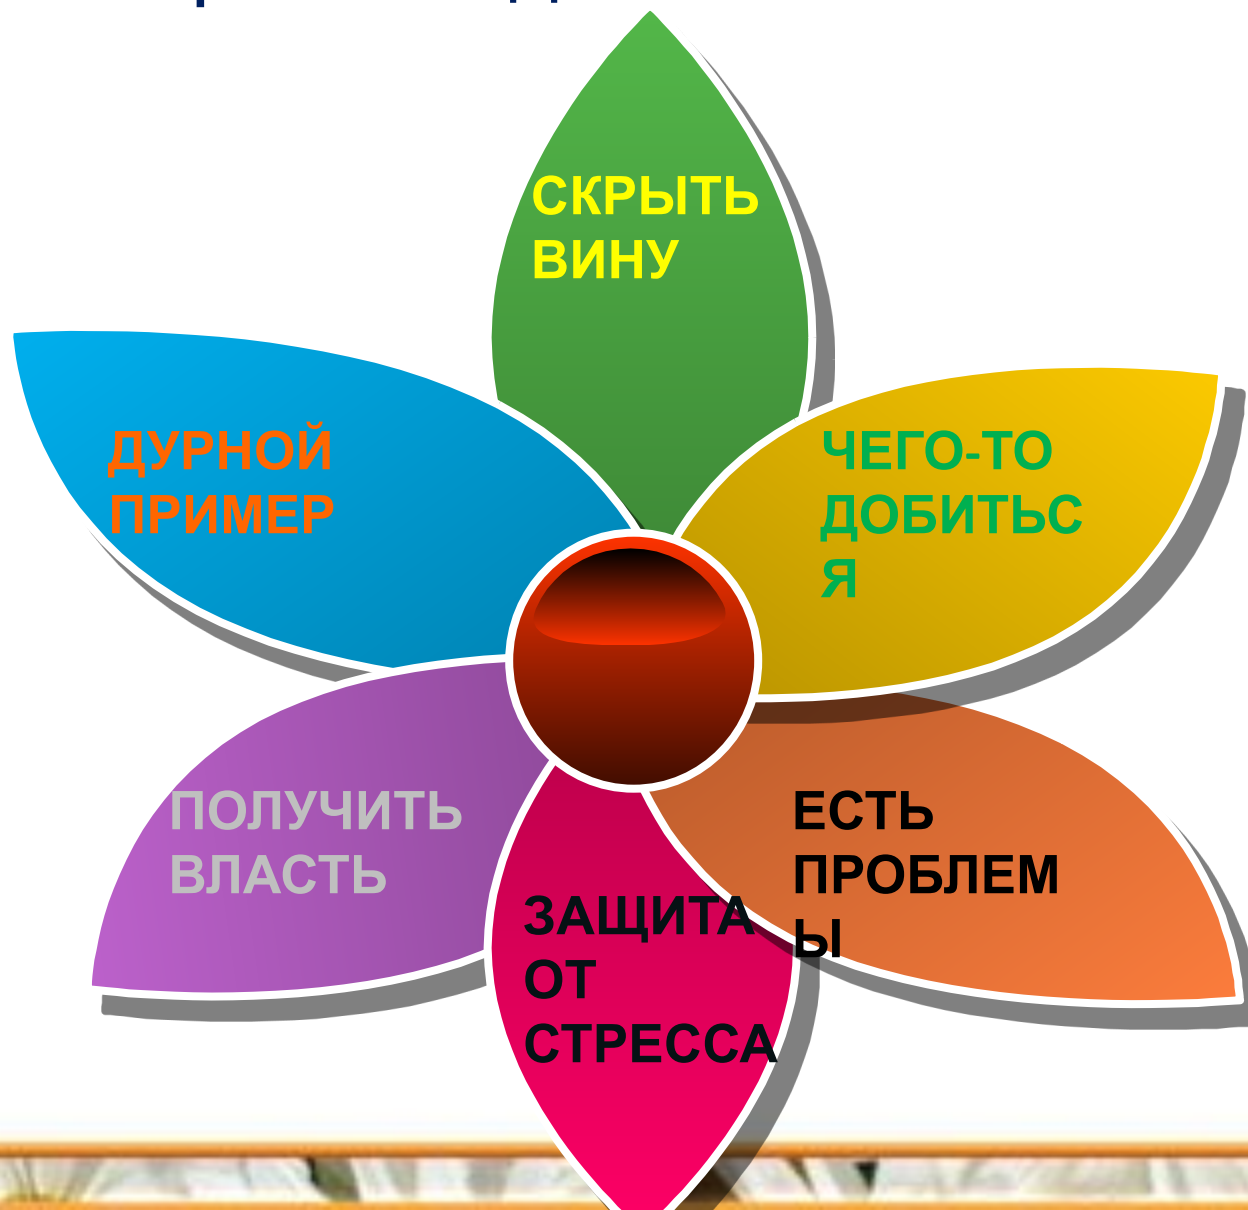 СКРЫТЬ
ВИНУ
ДУРНОЙ
ПРИМЕР
ЧЕГО-ТО
ДОБИТЬС
Я
ПОЛУЧИТЬ
ВЛАСТЬ
ЕСТЬ
ПРОБЛЕМ
Ы
ЗАЩИТА
ОТ
СТРЕССА